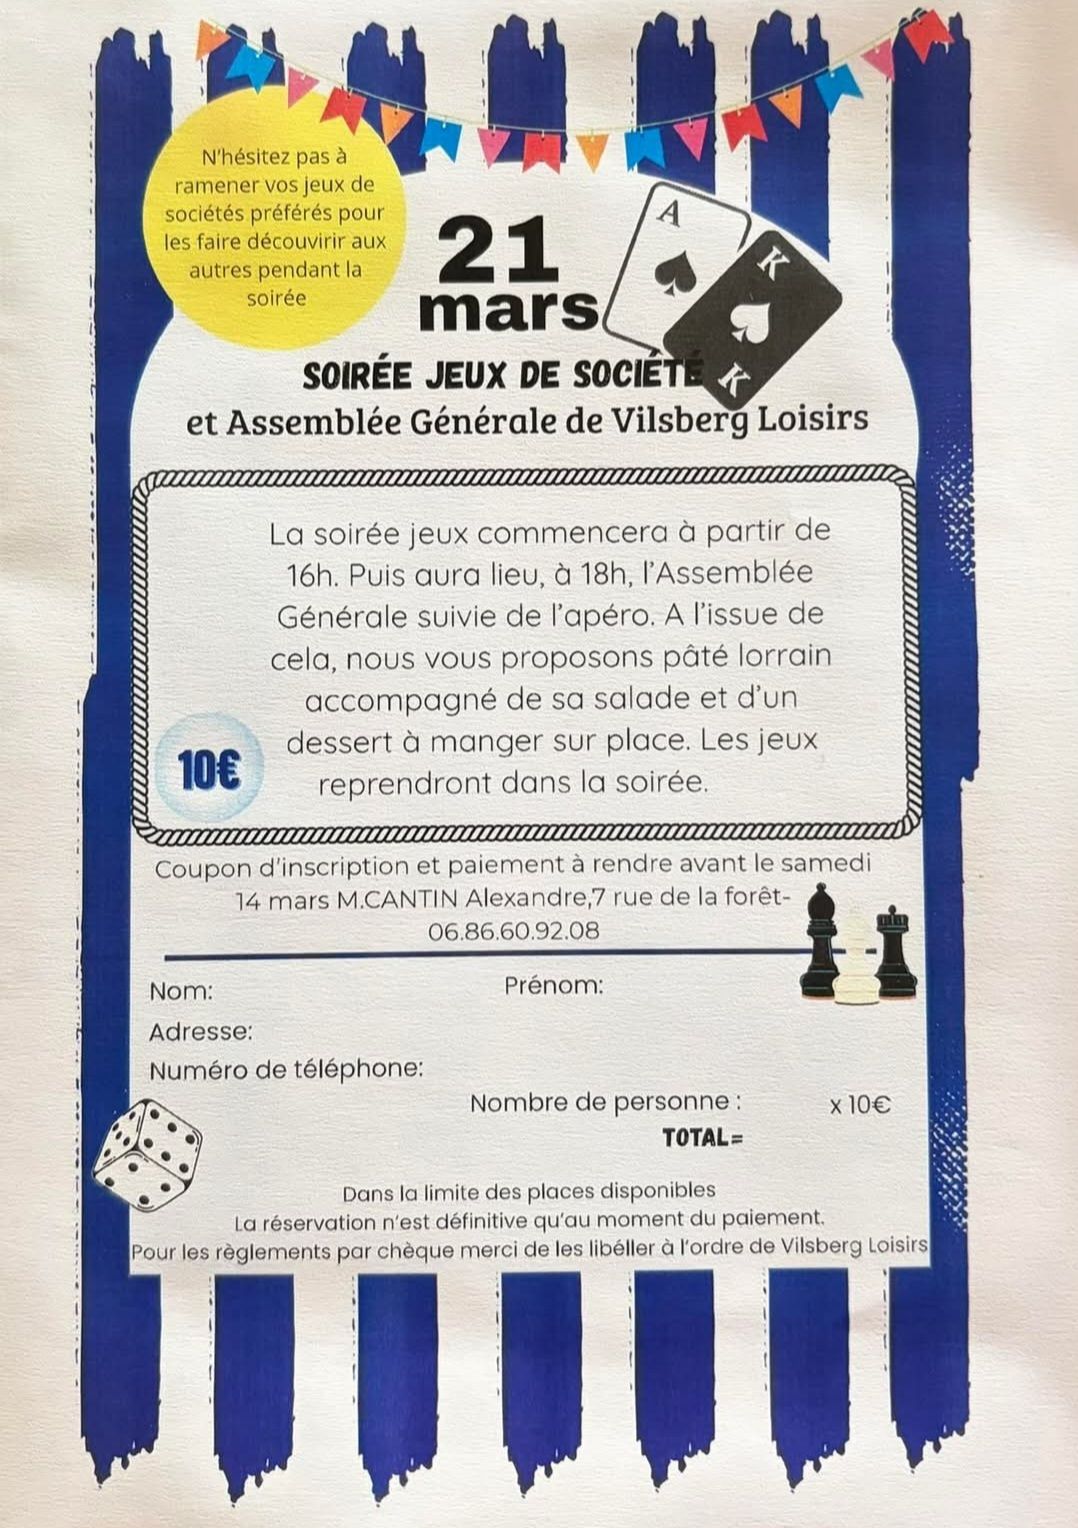 N'hésitez pas à
ramener vos jeux de
sociétés préférés pour
les faire découvirir aux
autres pendant la
soirée
21
mars
A
K
K
SOIRÉE JEUX DE SOCIÉTÉ
et Assemblée Générale de Vilsberg Loisirs
La soirée jeux commencera à partir de
16h. Puis aura lieu, à 18h, l'Assemblée
Générale suivie de l'apéro. A l'issue de
cela, nous vous proposons pâté lorrain
accompagné de sa salade et d'un
dessert à manger sur place. Les jeux
reprendront dans la soirée.
10€
Coupon d'inscription et paiement à rendre avant le samedi
14 mars M.CANTIN Alexandre,7 rue de la forêt-
06.86.60.92.08
Nom: Prénom:
Adresse:
Numéro de téléphone:
Nombre de personne : x 10€
TOTAL=
Dans la limite des places disponibles
La réservation n'est définitive qu'au moment du paiement.
Pour les règlements par chèque merci de les libéller à l'ordre de Vilsberg Loisirs